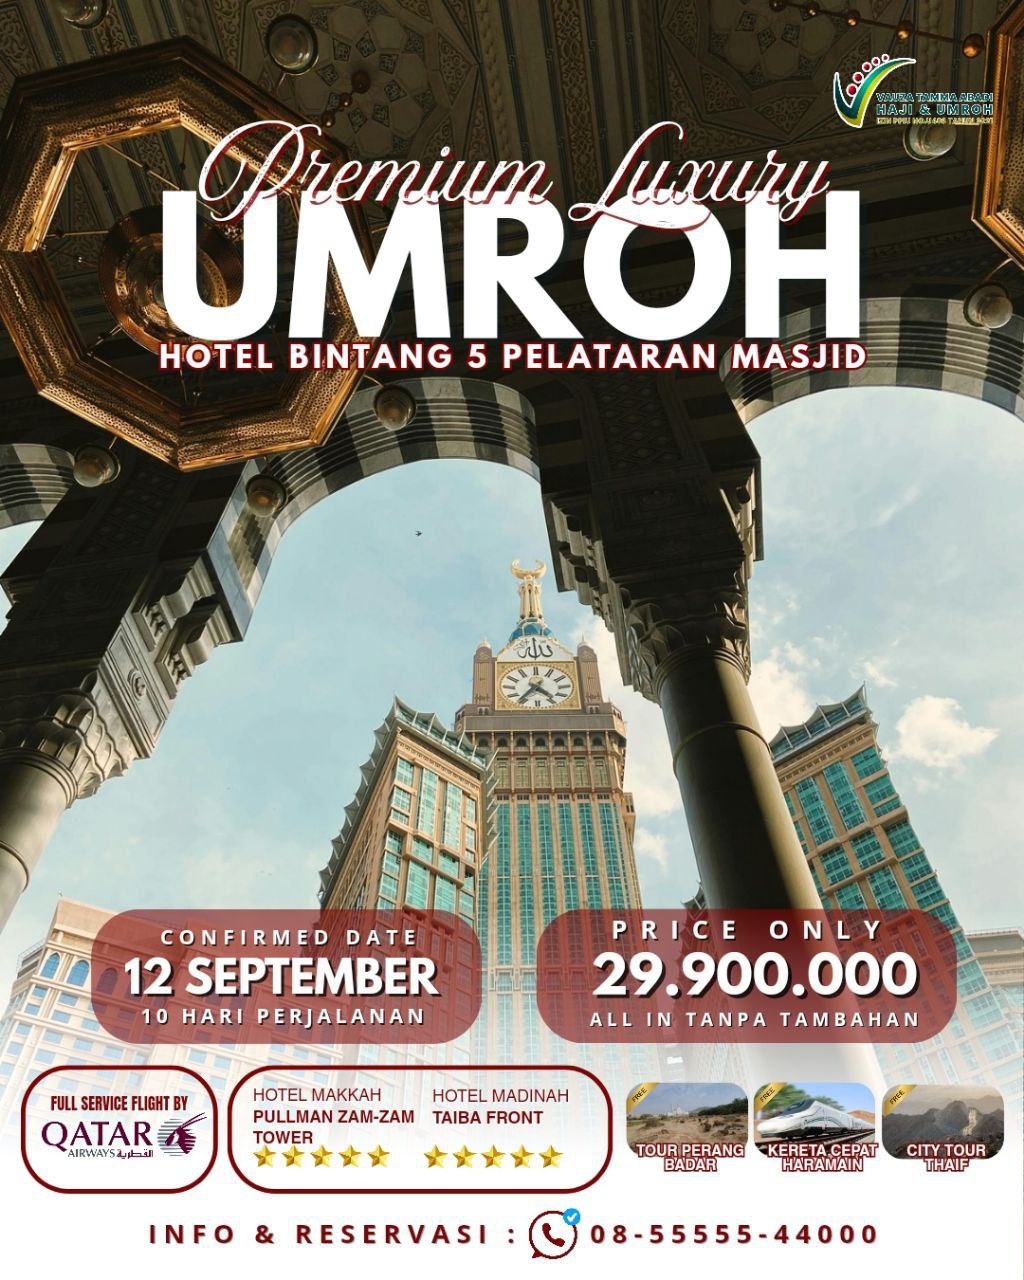 VAUZA TAMMA ABADI
HAJI & UMROH
Premium Luxury
UMROH
HOTEL BINTANG 5 PELATARAN MASJID
CONFIRMED DATE
12 SEPTEMBER
10 HARI PERJALANAN
PRICE ONLY
29.900.000
ALL IN TANPA TAMBAHAN
FULL SERVICE FLIGHT BY
QATAR
AIRWAYS القطرية
HOTEL MAKKAH
PULLMAN ZAM-ZAM
TOWER
HOTEL MADINAH
TAIBA FRONT
FREE
TOUR PERANG
BADAR
FREE
KERETA CEPAT
HARAMAIN
FREE
CITY TOUR
THAIF
INFO & RESERVASI : 08-55555-44000